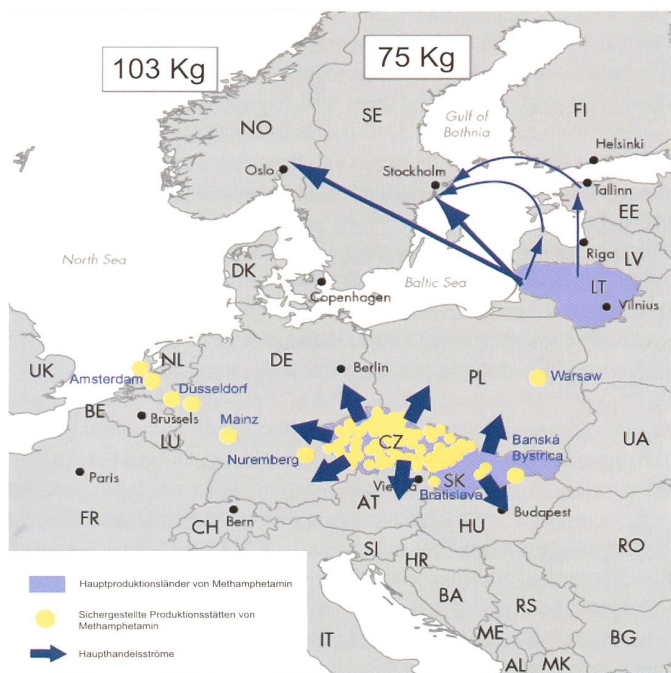 103 Kg
75 Kg
NO
SE
Gulf of
Bothnia
FI
Helsinki
Oslo
Stockholm
Tallinn
EE
North Sea
DK
Riga
LV
Baltic Sea
Copenhagen
LT
Vilnius
UK
NL
DE
Berlin
PL
Amsterdam
Düsseldorf
Warsaw
BE
Brussels
Mainz
CZ
UA
LU
Nuremberg
Banská
Bystrica
Paris
Vienna
SK
Bratislava
AT
FR
CH
Bern
HU
Budapest
SI
HR
RO
BA
RS
IT
ME
BG
AL
MK
Hauptproduktionsländer von Methamphetamin
Sichergestellte Produktionsstätten von
Methamphetamin
Haupthandelsströme